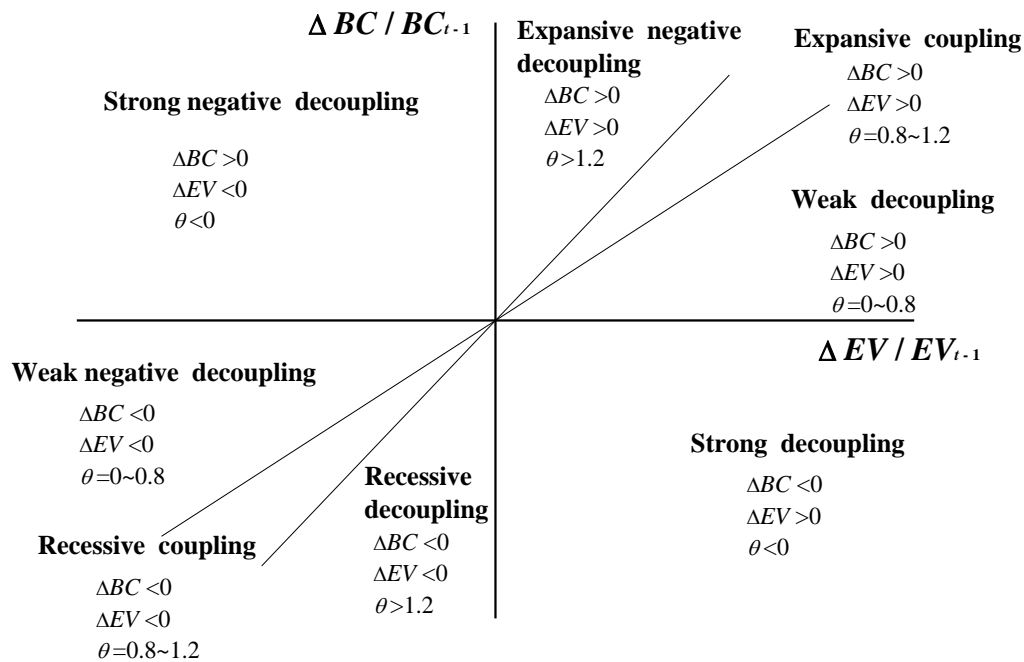 Δ BC / BCt-1
Expansive negative
decoupling
ΔBC >0
ΔEV >0
θ>1.2
Expansive coupling
ΔBC >0
ΔEV >0
θ=0.8~1.2
Strong negative decoupling
ΔBC >0
ΔEV <0
θ<0
Weak decoupling
ΔBC >0
ΔEV >0
θ=0~0.8
Δ EV / EVt-1
Weak negative decoupling
ΔBC <0
ΔEV <0
θ=0~0.8
Strong decoupling
ΔBC <0
ΔEV >0
θ<0
Recessive
decoupling
ΔBC <0
ΔEV <0
θ>1.2
Recessive coupling
ΔBC <0
ΔEV <0
θ=0.8~1.2